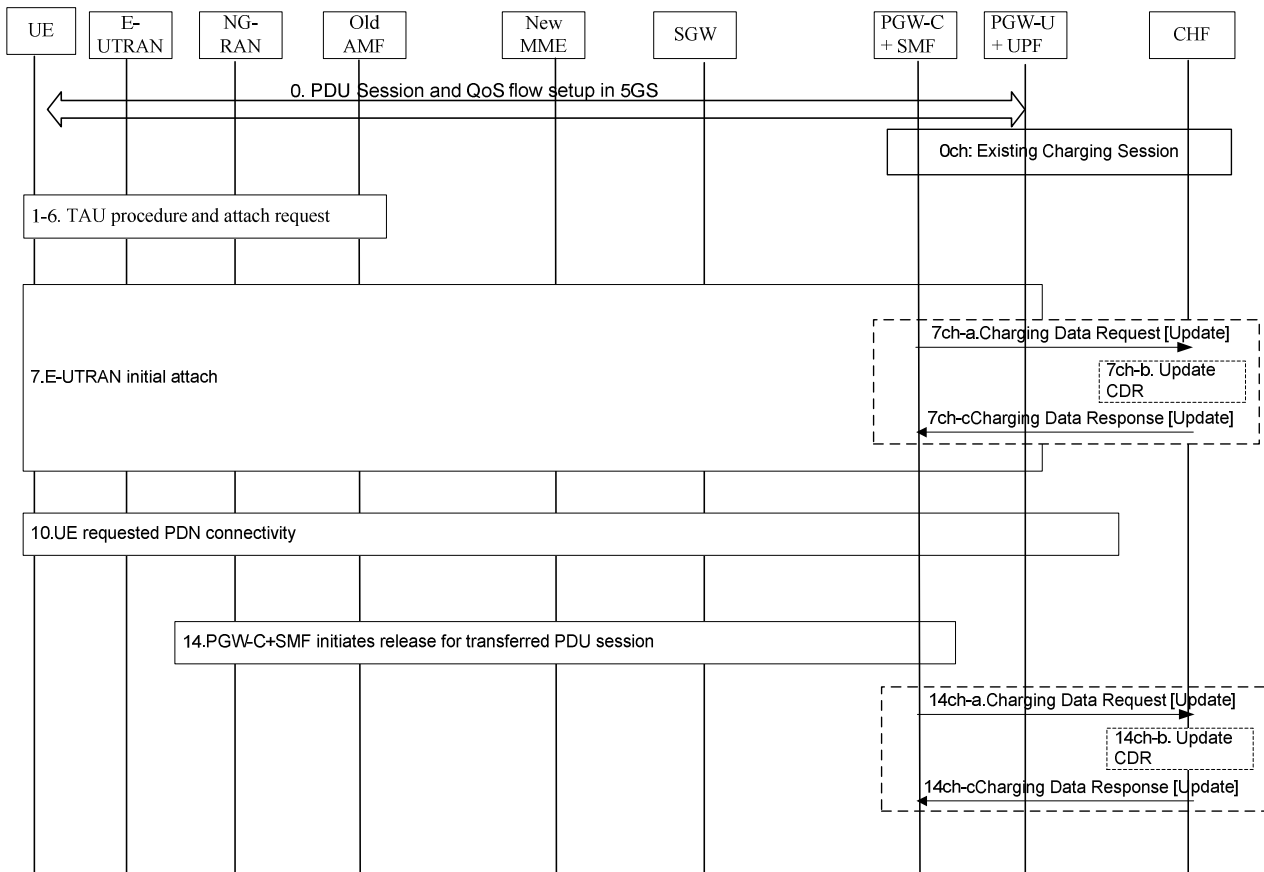 UE
E-
UTRAN
NG-
RAN
Old
AMF
New
MME
SGW
PGW-C
+ SMF
PGW-U
+ UPF
CHF
0. PDU Session and QoS flow setup in 5GS
0ch: Existing Charging Session
1-6. TAU procedure and attach request
7ch-a.Charging Data Request [Update]
7.E-UTRAN initial attach
7ch-b. Update
CDR
7ch-cCharging Data Response [Update]
10.UE requested PDN connectivity
14.PGW-C+SMF initiates release for transferred PDU session
14ch-a.Charging Data Request [Update]
14ch-b. Update
CDR
14ch-cCharging Data Response [Update]